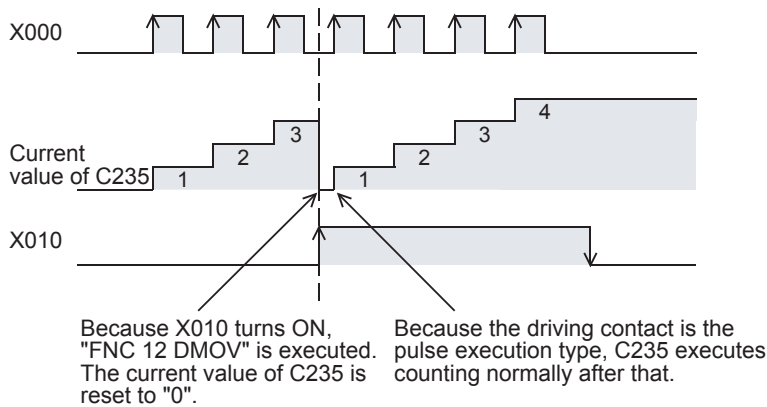 X000
Current
value of C235
1
2
3
1
2
3
4
X010
Because X010 turns ON,
"FNC 12 DMOV" is executed.
The current value of C235 is
reset to "0".
Because the driving contact is the
pulse execution type, C235 executes
counting normally after that.